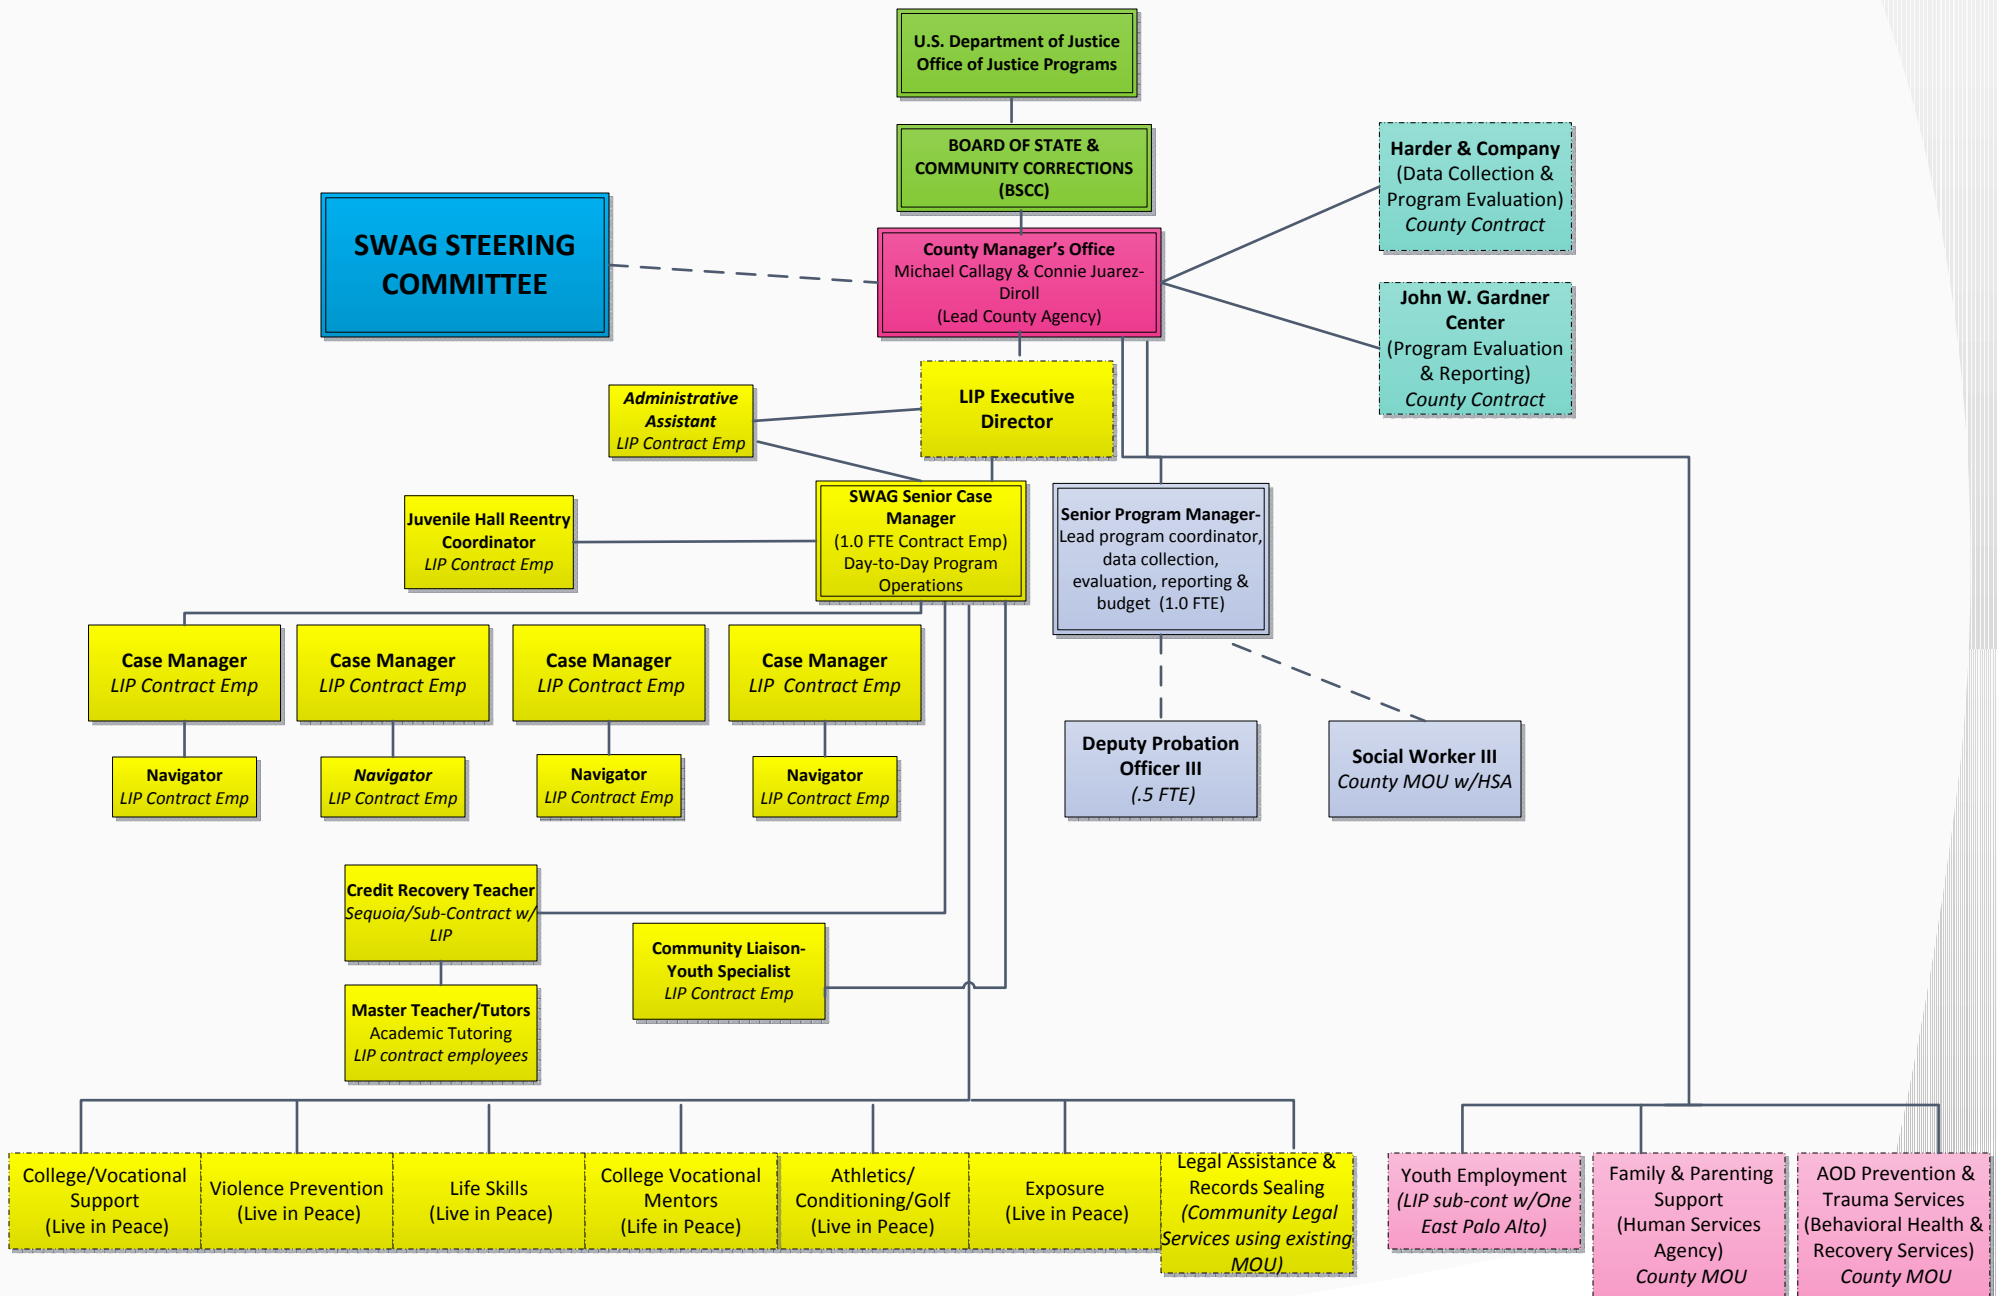 U.S. Department of Justice
Office of Justice Programs
BOARD OF STATE &
COMMUNITY CORRECTIONS
(BSCC)
Harder & Company
(Data Collection &
Program Evaluation)
County Contract
SWAG STEERING
COMMITTEE
County Manager's Office
Michael Callagy & Connie Juarez-
Diroll
(Lead County Agency)
John W. Gardner
Center
(Program Evaluation
& Reporting)
County Contract
LIP Executive
Director
Administrative
Assistant
LIP Contract Emp
SWAG Senior Case
Manager
(1.0 FTE Contract Emp)
Day-to-Day Program
Operations
Juvenile Hall Reentry
Coordinator
LIP Contract Emp
Senior Program Manager-
Lead program coordinator,
data collection,
evaluation, reporting &
budget (1.0 FTE)
Case Manager
LIP Contract Emp
Case Manager
LIP Contract Emp
Case Manager
LIP Contract Emp
Case Manager
LIP Contract Emp
Navigator
LIP Contract Emp
Navigator
LIP Contract Emp
Navigator
LIP Contract Emp
Navigator
LIP Contract Emp
Deputy Probation
Officer III
(.5 FTE)
Social Worker III
County MOU w/HSA
Credit Recovery Teacher
Sequoia/Sub-Contract w/
LIP
Community Liaison-
Youth Specialist
LIP Contract Emp
Master Teacher/Tutors
Academic Tutoring
LIP contract employees
College/Vocational
Support
(Live in Peace)
Violence Prevention
(Live in Peace)
Life Skills
(Live in Peace)
College Vocational
Mentors
(Life in Peace)
Athletics/
Conditioning/Golf
(Live in Peace)
Exposure
(Live in Peace)
Legal Assistance &
Records Sealing
(Community Legal
Services using existing
MOU)
Youth Employment
(LIP sub-cont w/One
East Palo Alto)
Family & Parenting
Support
(Human Services
Agency)
County MOU
AOD Prevention &
Trauma Services
(Behavioral Health &
Recovery Services)
County MOU